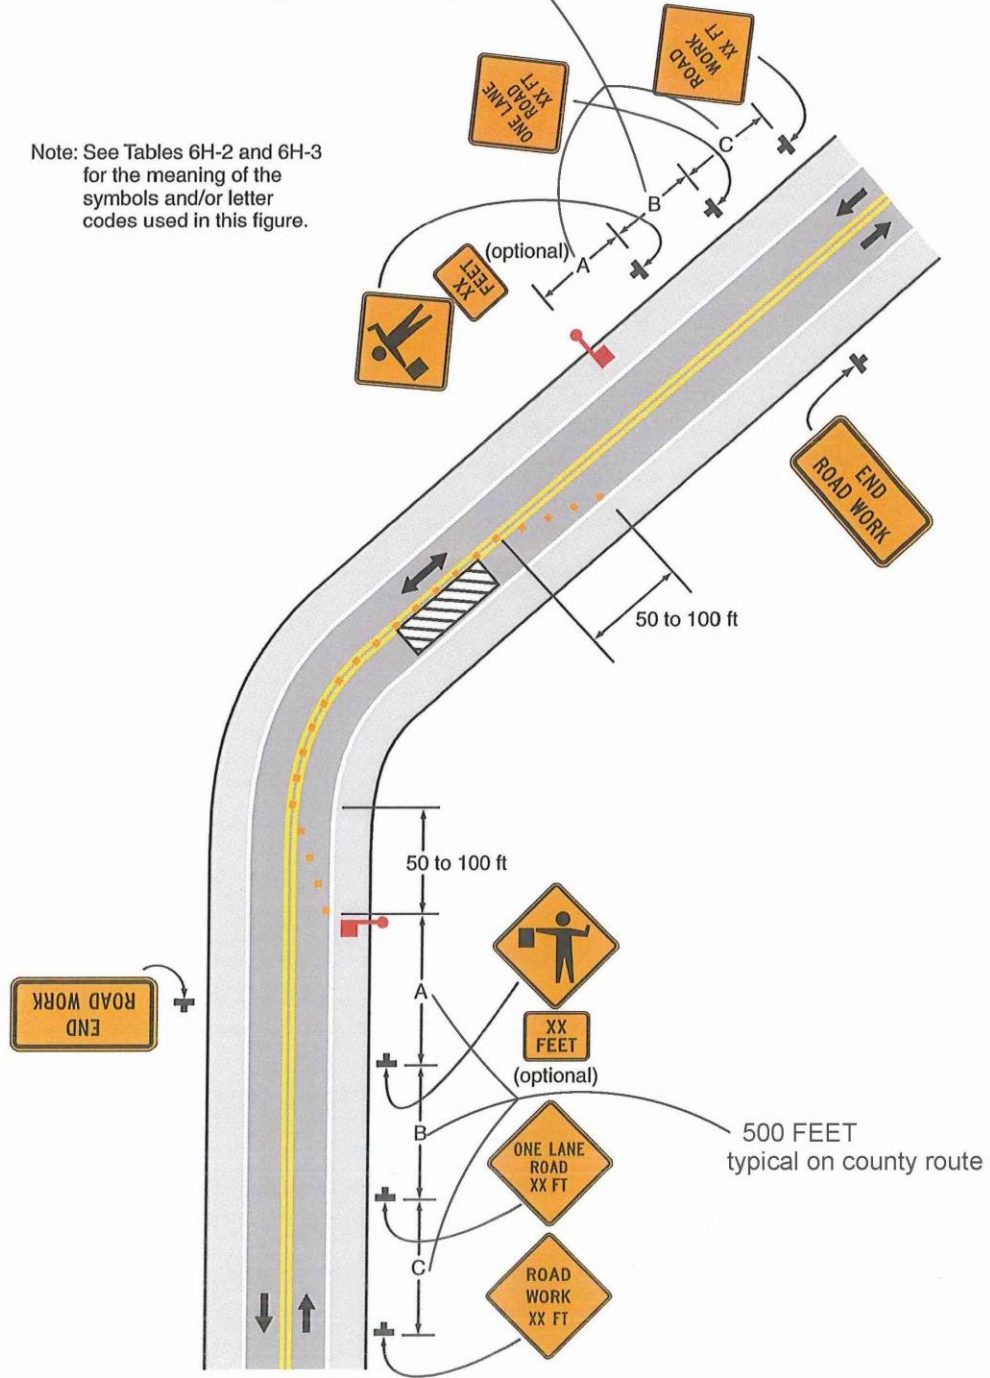 ROAD
WORK
XX FT
ONE LANE
ROAD
XX FT
C
Note: See Tables 6H-2 and 6H-3
for the meaning of the
symbols and/or letter
codes used in this figure.
B
(optional)
A
XX
FEET
END
ROAD WORK
50 to 100 ft
50 to 100 ft
A
END
ROAD WORK
XX
FEET
(optional)
B
500 FEET
typical on county route
ONE LANE
ROAD
XX FT
C
ROAD
WORK
XX FT